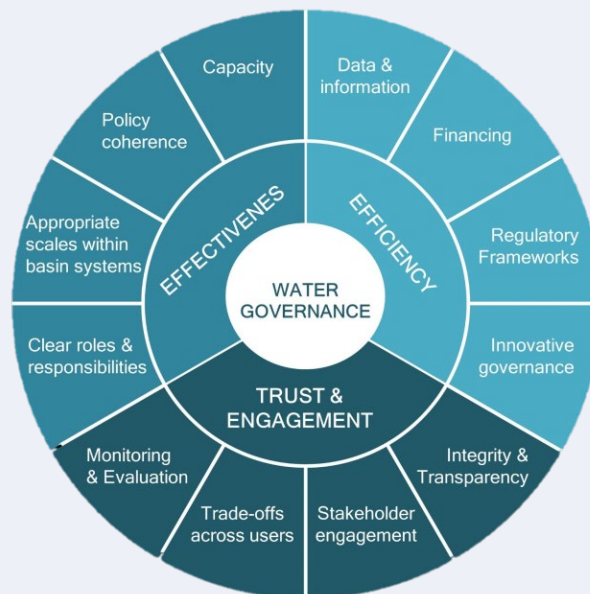 Capacity
Data &
information
Policy
coherence
Financing
Appropriate
scales within
basin systems
EFFECTIVENES
EFFICIENCY
Regulatory
Frameworks
WATER
GOVERNANCE
Clear roles &
responsibilities
Innovative
governance
TRUST &
ENGAGEMENT
Monitoring
& Evaluation
Integrity &
Transparency
Trade-offs
across users
Stakeholder
engagement